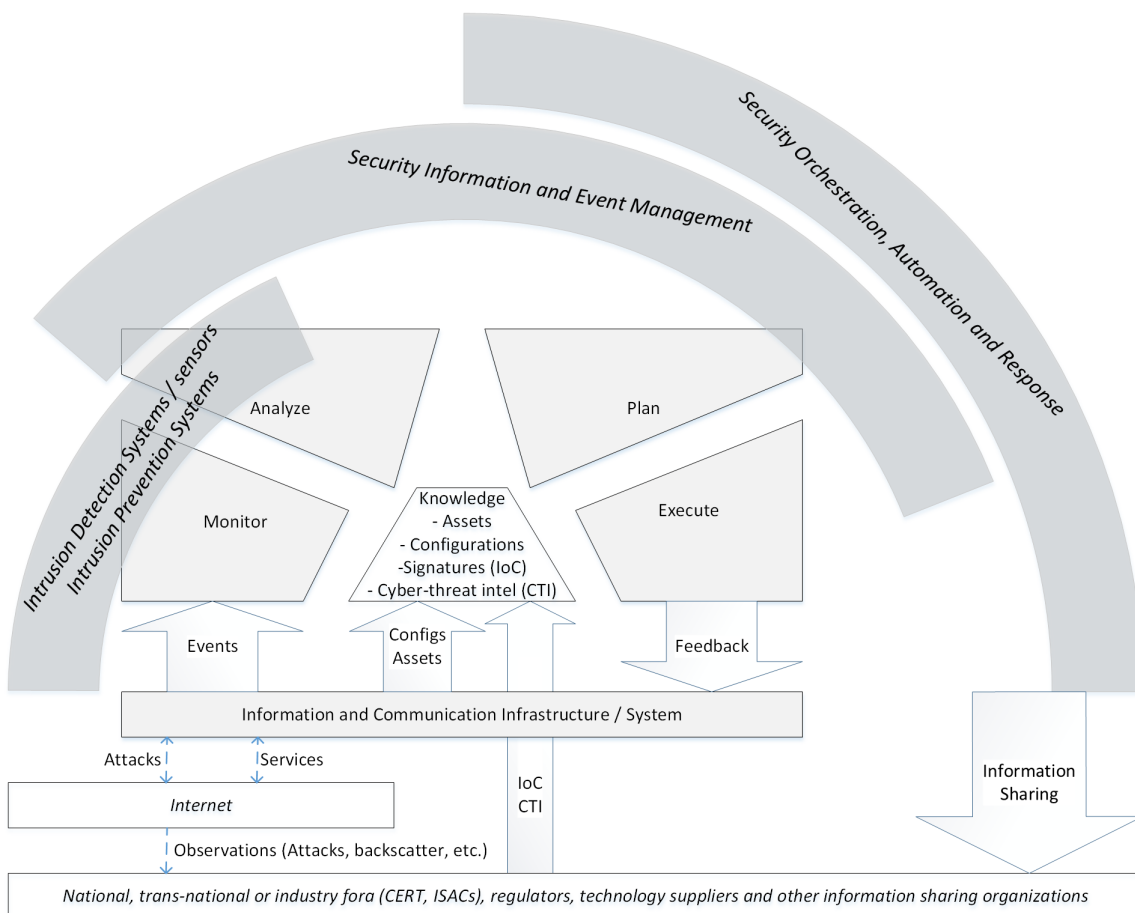 Security Orchestration, Automation and Response
Security Information and Event Management
Intrusion Detection Systems / sensors
Intrusion Prevention Systems
Analyze
Plan
Monitor
Execute
Knowledge
- Assets
- Configurations
-Signatures (IoC)
- Cyber-threat intel (CTI)
Events
Configs
Assets
Feedback
Information and Communication Infrastructure / System
Attacks
Services
Internet
IoC
CTI
Information
Sharing
Observations (Attacks, backscatter, etc.)
National, trans-national or industry fora (CERT, ISACs), regulators, technology suppliers and other information sharing organizations